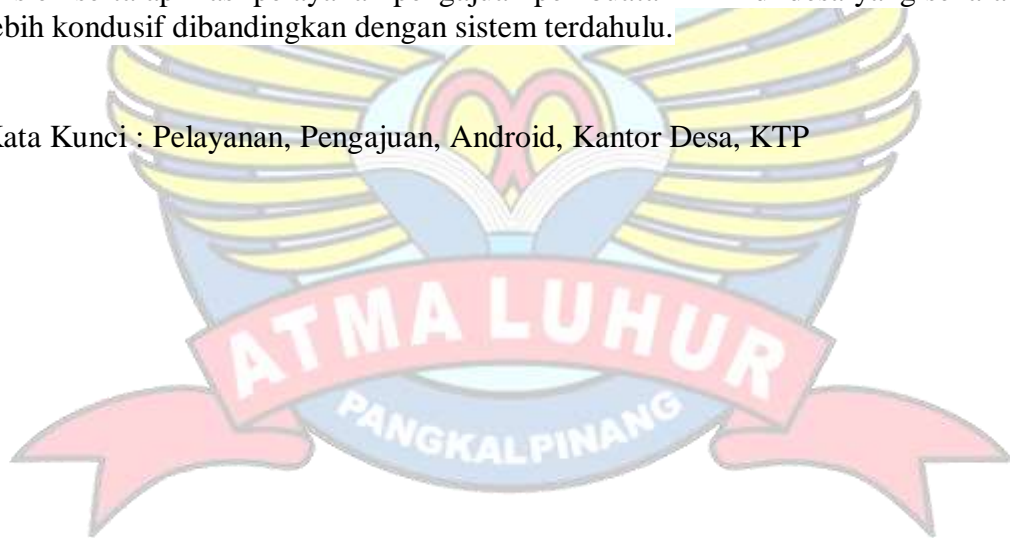 lebih kondusif dibandingkan dengan sistem terdahulu.
Kata Kunci : Pelayanan, Pengajuan, Android, Kantor Desa, KTP
ATMA LUHUR
PANGKALPINANG